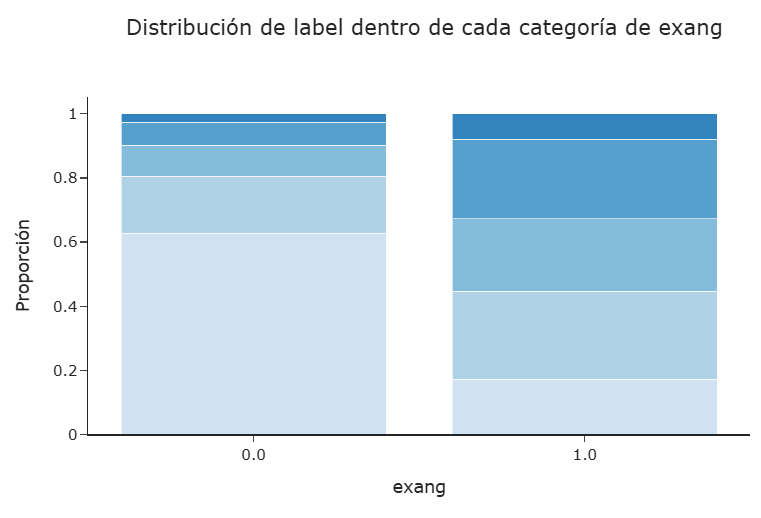 Distribución de label dentro de cada categoría de exang
1
0.8
0.6
0.4
0.2
0
Proporción
0.0
1.0
exang